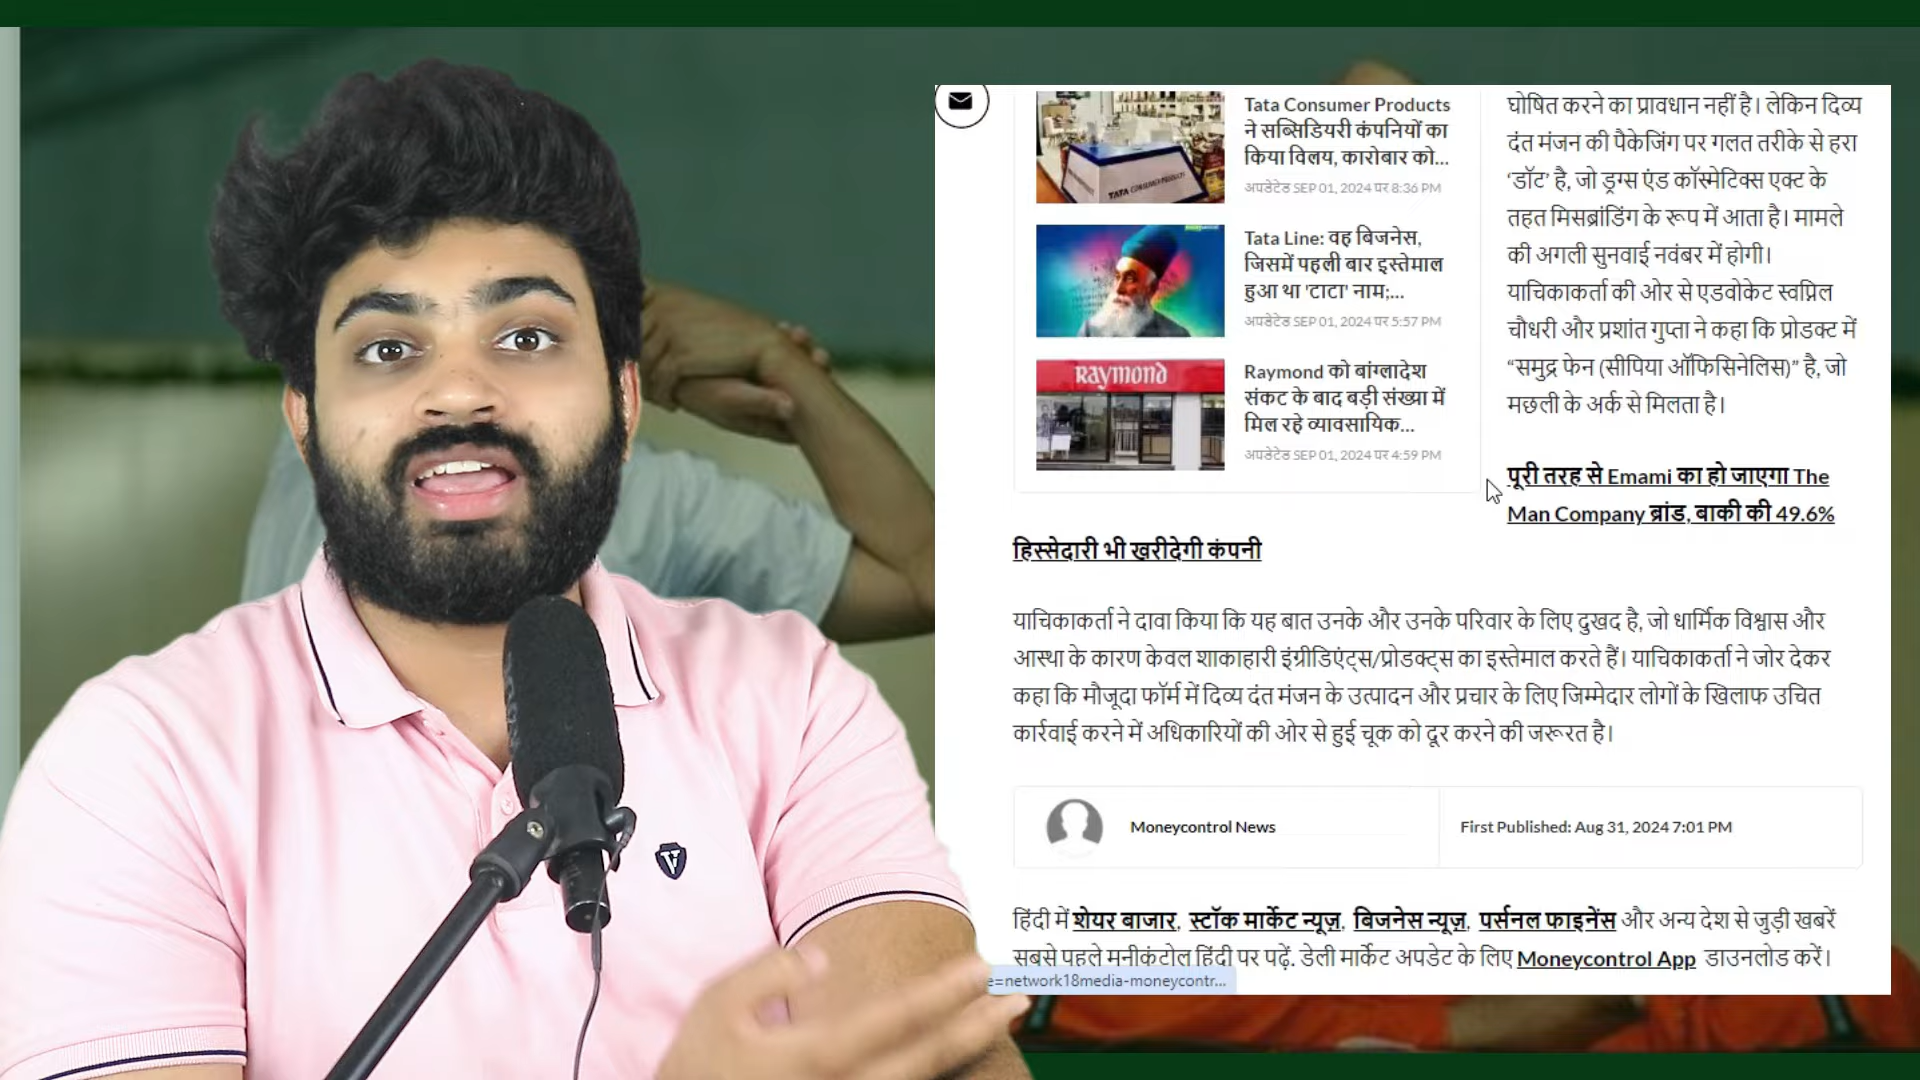 Tata Consumer Products
ने सब्सिडियरी कंपनियों का
किया विलय, कारोबार को...
अपडेटेड SEP 01, 2024 पर 8:36 PM
TATA CONSUMER PRODUCTS
Tata Line: वह बिजनेस,
जिसमें पहली बार इस्तेमाल
हुआ था 'टाटा' नाम;...
अपडेटेड SEP 01, 2024 पर 5:57 PM
Raymond
Raymond को बांग्लादेश
संकट के बाद बड़ी संख्या में
मिल रहे व्यावसायिक...
अपडेटेड SEP 01, 2024 पर 4:59 PM
घोषित करने का प्रावधान नहीं है। लेकिन दिव्य
दंत मंजन की पैकेजिंग पर गलत तरीके से हरा
‘डॉट’ है, जो ड्रग्स एंड कॉस्मेटिक्स एक्ट के
तहत मिसब्रांडिंग के रूप में आता है। मामले
की अगली सुनवाई नवंबर में होगी।
याचिकाकर्ता की ओर से एडवोकेट स्वप्निल
चौधरी और प्रशांत गुप्ता ने कहा कि प्रोडक्ट में
“समुद्र फेन (सीपिया ऑफिसिनेलिस)” है, जो
मछली के अर्क से मिलता है।
पूरी तरह से Emami का हो जाएगा The
Man Company ब्रांड, बाकी की 49.6%
हिस्सेदारी भी खरीदेगी कंपनी
याचिकाकर्ता ने दावा किया कि यह बात उनके और उनके परिवार के लिए दुखद है, जो धार्मिक विश्वास और
आस्था के कारण केवल शाकाहारी इंग्रीडिएंट्स/प्रोडक्ट्स का इस्तेमाल करते हैं। याचिकाकर्ता ने जोर देकर
कहा कि मौजूदा फॉर्म में दिव्य दंत मंजन के उत्पादन और प्रचार के लिए जिम्मेदार लोगों के खिलाफ उचित
कार्रवाई करने में अधिकारियों की ओर से हुई चूक को दूर करने की जरूरत है।
Moneycontrol News
First Published: Aug 31, 2024 7:01 PM
हिंदी में शेयर बाजार, स्टॉक मार्केट न्यूज़, बिजनेस न्यूज़, पर्सनल फाइनेंस और अन्य देश से जुड़ी खबरें
सबसे पहले मनीकंट्रोल हिंदी पर पढ़ें. डेली मार्केट अपडेट के लिए Moneycontrol App डाउनलोड करें।
e=network18media-moneycontr...